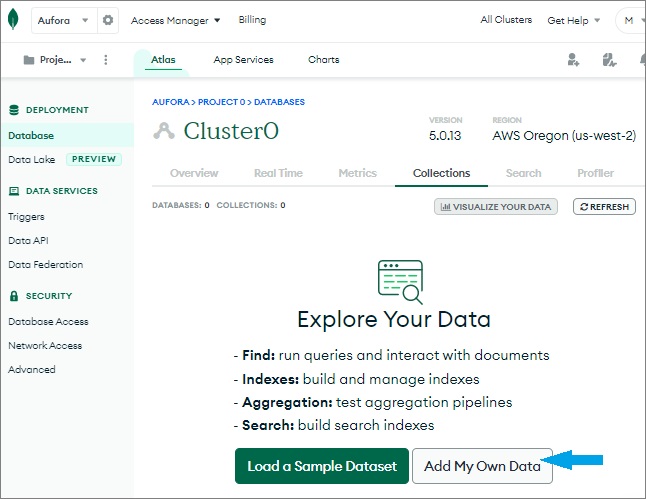 Aufora Access Manager Billing All Clusters Get Help M
Proje... Atlas App Services Charts
DEPLOYMENT
Database
Data Lake PREVIEW
DATA SERVICES
Triggers
Data API
Data Federation
SECURITY
Database Access
Network Access
Advanced
AUFORA > PROJECT 0 > DATABASES
Cluster0
VERSION
5.0.13
REGION
AWS Oregon (us-west-2)
Overview Real Time Metrics Collections Search Profiler
DATABASES: 0 COLLECTIONS: 0 VISUALIZE YOUR DATA REFRESH
Explore Your Data
- Find: run queries and interact with documents
- Indexes: build and manage indexes
- Aggregation: test aggregation pipelines
- Search: build search indexes
Load a Sample Dataset Add My Own Data